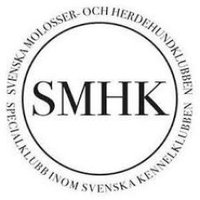 SVENSKA MOLOSSER- OCH HERDEHUNDKLUBBEN
SMHK
SPECIALKLUBB INOM SVENSKA KENNELKLUBBEN